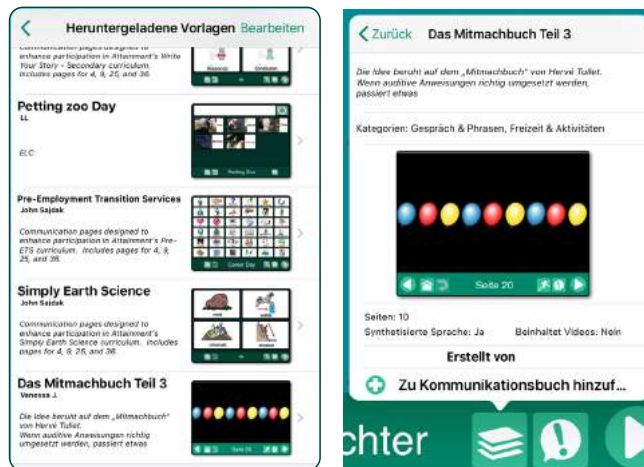 Heruntergeladene Vorlagen Bearbeiten
Communication pages designed to
enhance participation in Attainment's Write
Your Story - Secondary curriculum.
Includes pages for 4, 9, 25, and 36.
Petting zoo Day
LL
ELC
Petting Zoo
Pre-Employment Transition Services
John Sajdak
Communication pages designed to
enhance participation in Attainment's Pre-
ETS curriculum. Includes pages for 4, 9,
25, and 36.
Career Day
Simply Earth Science
John Sajdak
Communication pages designed to
enhance participation in Attainment's
Simply Earth Science curriculum. Includes
pages for 4, 9, 25, and 36.
Das Mitmachbuch Teil 3
Vanessa J.
Die Idee beruht auf dem „Mitmachbuch"
von Hervé Tullet.
Wenn auditive Anweisungen richtig
umgesetzt werden, passiert etwas
Seite 20
Zurück Das Mitmachbuch Teil 3
Die Idee beruht auf dem „Mitmachbuch" von Hervé Tullet.
Wenn auditive Anweisungen richtig umgesetzt werden,
passiert etwas
Kategorien: Gespräch & Phrasen, Freizeit & Aktivitäten
Seite 20
Seiten: 10
Synthetisierte Sprache: Ja Beinhaltet Videos: Nein
Erstellt von
Zu Kommunikationsbuch hinzuf...
chter